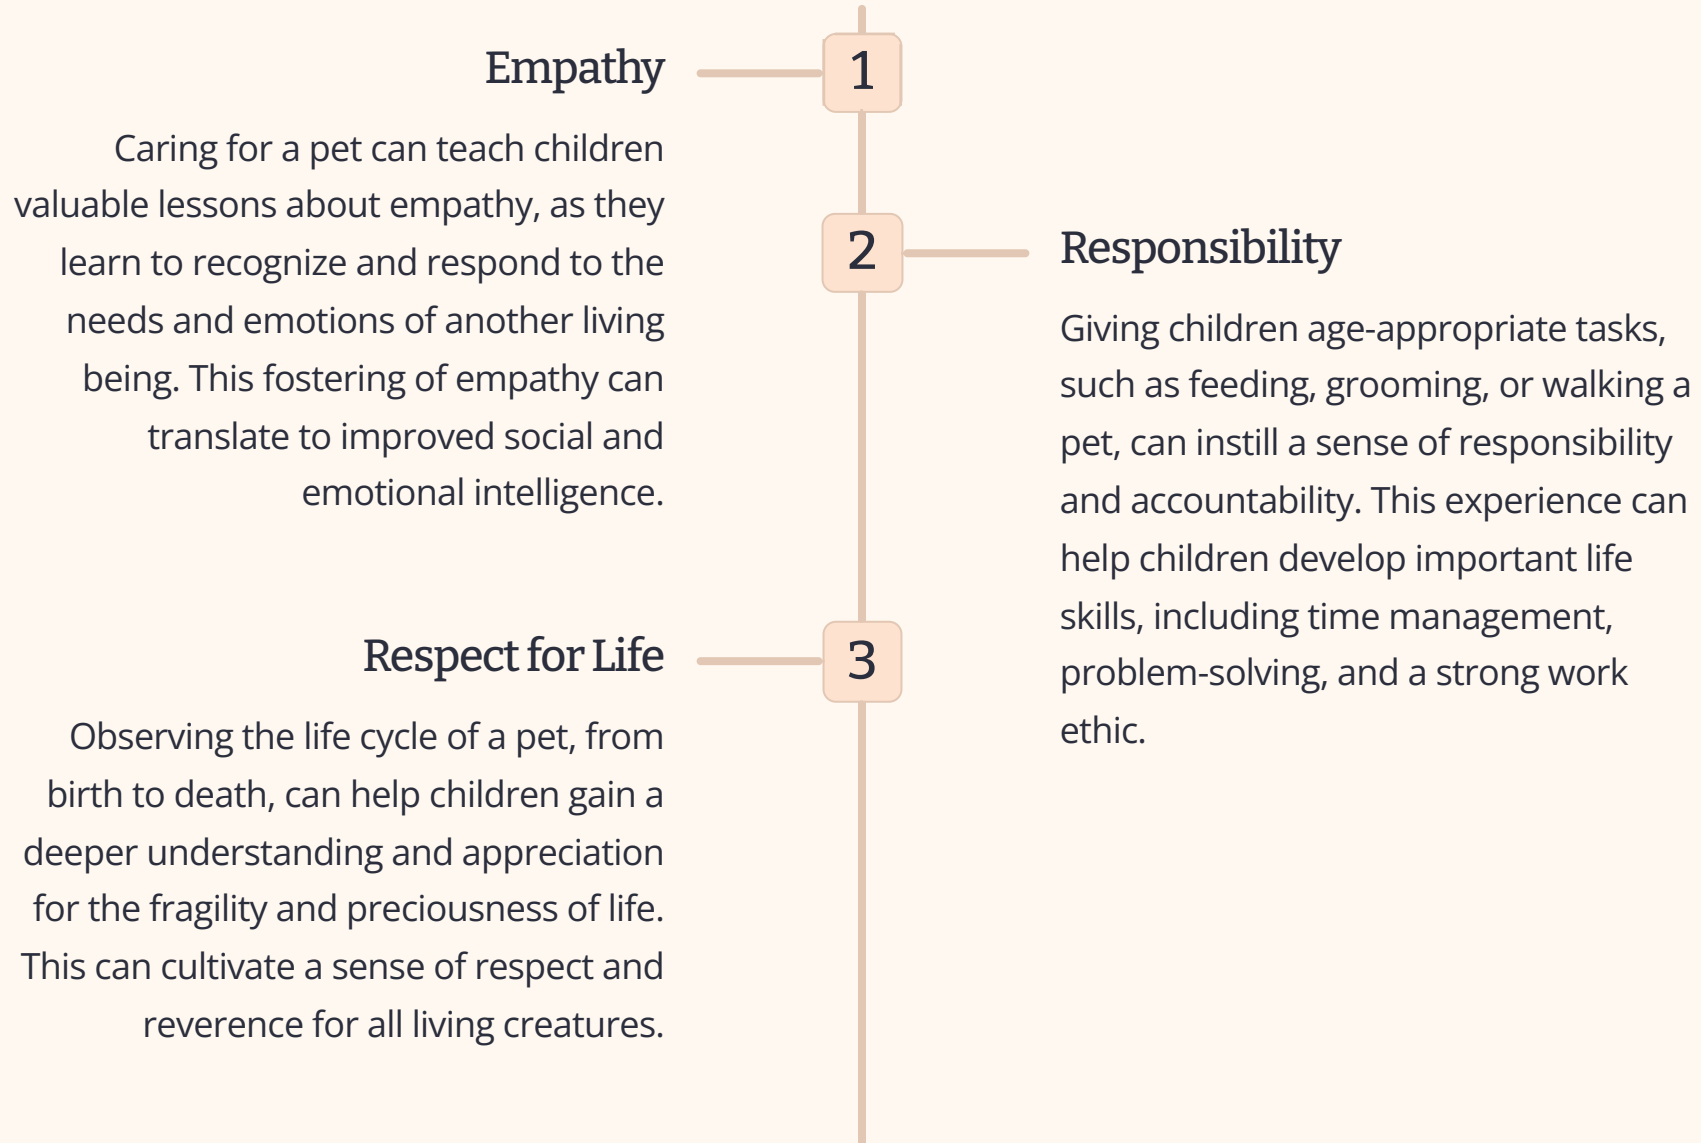 Empathy
1
Caring for a pet can teach children
valuable lessons about empathy, as they
learn to recognize and respond to the
needs and emotions of another living
being. This fostering of empathy can
translate to improved social and
emotional intelligence.
2
Responsibility
Giving children age-appropriate tasks,
such as feeding, grooming, or walking a
pet, can instill a sense of responsibility
and accountability. This experience can
help children develop important life
skills, including time management,
problem-solving, and a strong work
ethic.
Respect for Life
3
Observing the life cycle of a pet, from
birth to death, can help children gain a
deeper understanding and appreciation
for the fragility and preciousness of life.
This can cultivate a sense of respect and
reverence for all living creatures.